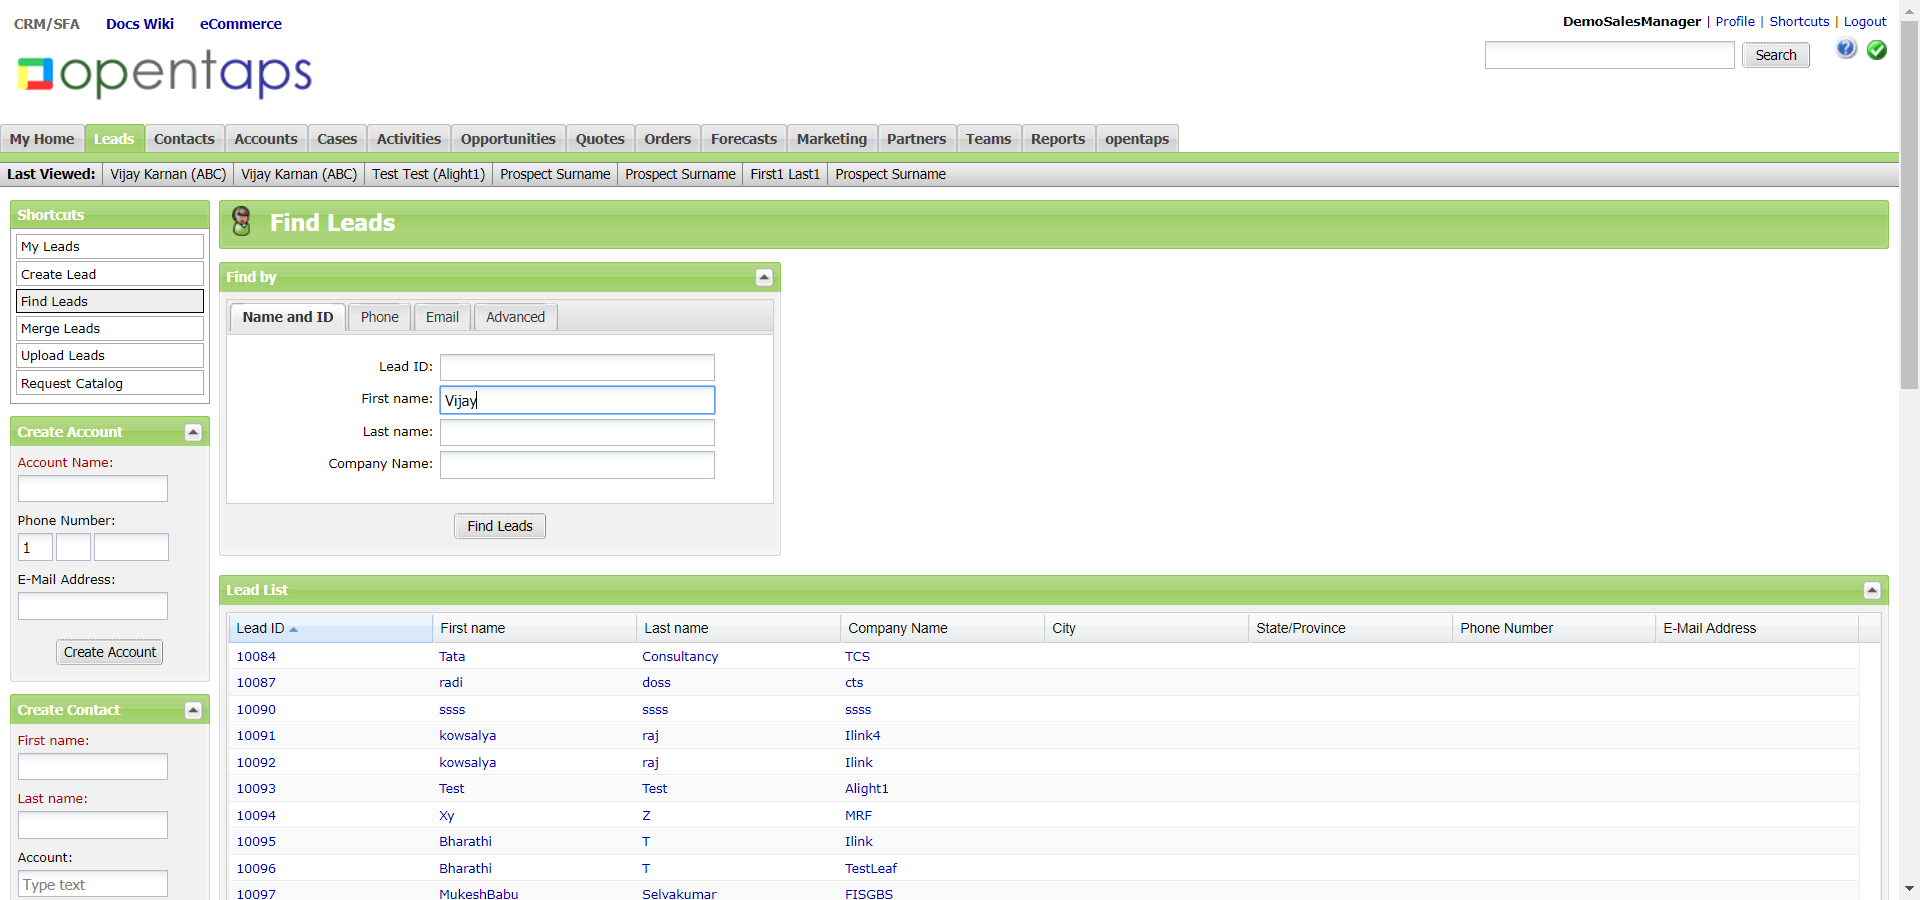 CRM/SFA Docs Wiki eCommerce
DemoSalesManager | Profile | Shortcuts | Logout
opentaps
Search
My Home Leads Contacts Accounts Cases Activities Opportunities Quotes Orders Forecasts Marketing Partners Teams Reports opentaps
Last Viewed: Vijay Karnan (ABC) Vijay Karnan (ABC) Test Test (Alight1) Prospect Surname Prospect Surname First1 Last1 Prospect Surname
Shortcuts
My Leads
Create Lead
Find Leads
Merge Leads
Upload Leads
Request Catalog
Create Account
Account Name:
Phone Number:
1
E-Mail Address:
Create Account
Create Contact
First name:
Last name:
Account:
Type text
Find Leads
Find by
Name and ID Phone Email Advanced
Lead ID:
First name: Vijay
Last name:
Company Name:
Find Leads
Lead List
Lead ID First name Last name Company Name City State/Province Phone Number E-Mail Address
10084 Tata Consultancy TCS
10087 radi doss cts
10090 ssss ssss ssss
10091 kowsalya raj Ilink4
10092 kowsalya raj Ilink
10093 Test Test Alight1
10094 Xy Z MRF
10095 Bharathi T Ilink
10096 Bharathi T TestLeaf
10097 MukeshBabu Selvakumar FISGBS